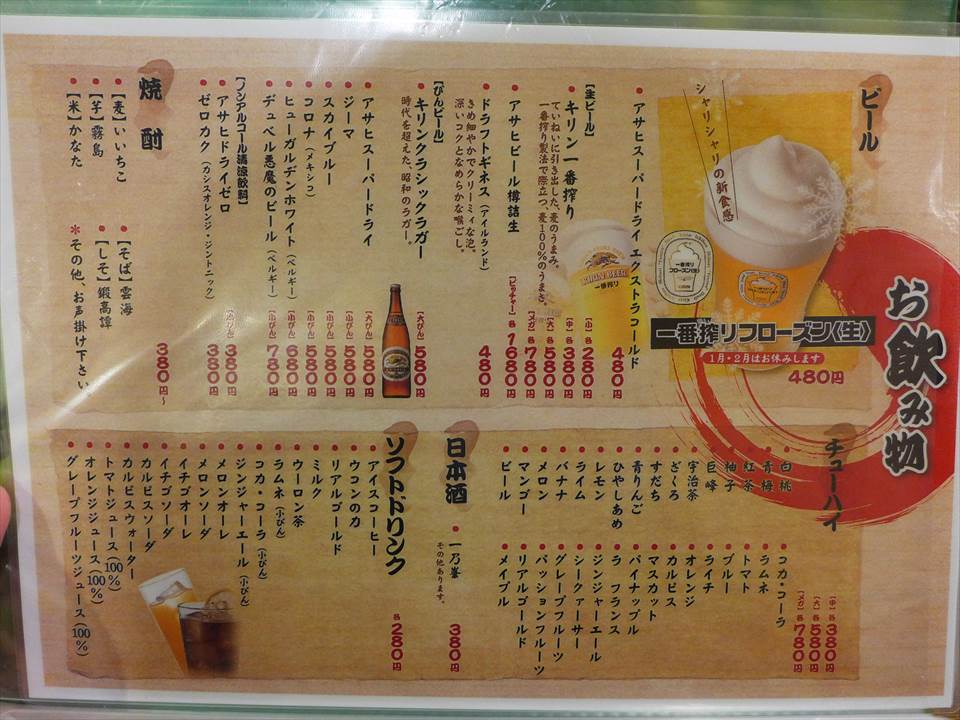 お飲み物
ビール
シャリシャリの新食感
一番搾りフローズン〈生〉
1月・2月はお休みします
480円
・アサヒスーパードライ エクストラコールド
480円
【生ビール】
・キリン一番搾り
ていねいに引き出した、麦のうまみ。
一番搾り製法で際立つ、麦100％のうまさ。
・アサヒビール樽詰生
【小】280円
【中】各380円
【大】各580円
【メガ】各780円
【ピッチャー】各1680円
・ドラフトギネス（アイルランド）
480円
きめ細やかでクリーミィな泡。
深いコクとなめらかな喉ごし。
【びんビール】
・キリンクラシックラガー
【大びん】580円
時代を超えた、昭和のラガー。
・アサヒスーパードライ
【大びん】580円
・ジーマ
【小びん】580円
・スカイブルー
【小びん】580円
・コロナ（メキシコ）
【小びん】580円
・ヒューガルデンホワイト（ベルギー）
【小びん】680円
・デュベル悪魔のビール（ベルギー）
【小びん】780円
【ノンアルコール清涼飲料】
・アサヒドライゼロ
【小びん】380円
・ゼロカク（カシスオレンジ・ジントニック）
380円
焼酎
・【麦】いいちこ
・【芋】霧島
・【米】かなた
・【そば】雲海
・【しそ】鍛高譚
＊その他、お声掛け下さい
380円〜
チューハイ
・白桃
・青梅
・紅茶
・柚子
・巨峰
・宇治茶
・ざくろ
・すだち
・青りんご
・ひやしあめ
・レモン
・ライム
・バナナ
・メロン
・マンゴー
・ビール
・コカ・コーラ
・ラムネ
・トマト
・ブルー
・ライチ
・オレンジ
・カルピス
・マスカット
・パイナップル
・ラ フランス
・ジンジャーエール
・シークァーサー
・グレープフルーツ
・パッションフルーツ
・リアルゴールド
・メイプル
【中】各380円
【大】各580円
【メガ】各780円
日本酒
・一乃峯
その他あります。
380円
ソフトドリンク
各280円
・アイスコーヒー
・ウコンの力
・リアルゴールド
・ミルク
・ウーロン茶
・ラムネ（小びん）
・コカ・コーラ（小びん）
・ジンジャーエール（小びん）
・メロンオーレ
・メロンソーダ
・イチゴオーレ
・イチゴソーダ
・カルピスソーダ
・カルピスウォーター
・トマトジュース（100％）
・オレンジジュース（100％）
・グレープフルーツジュース（100％）
KIRIN BEER
一番搾り
一番搾り
フローズン〈生〉